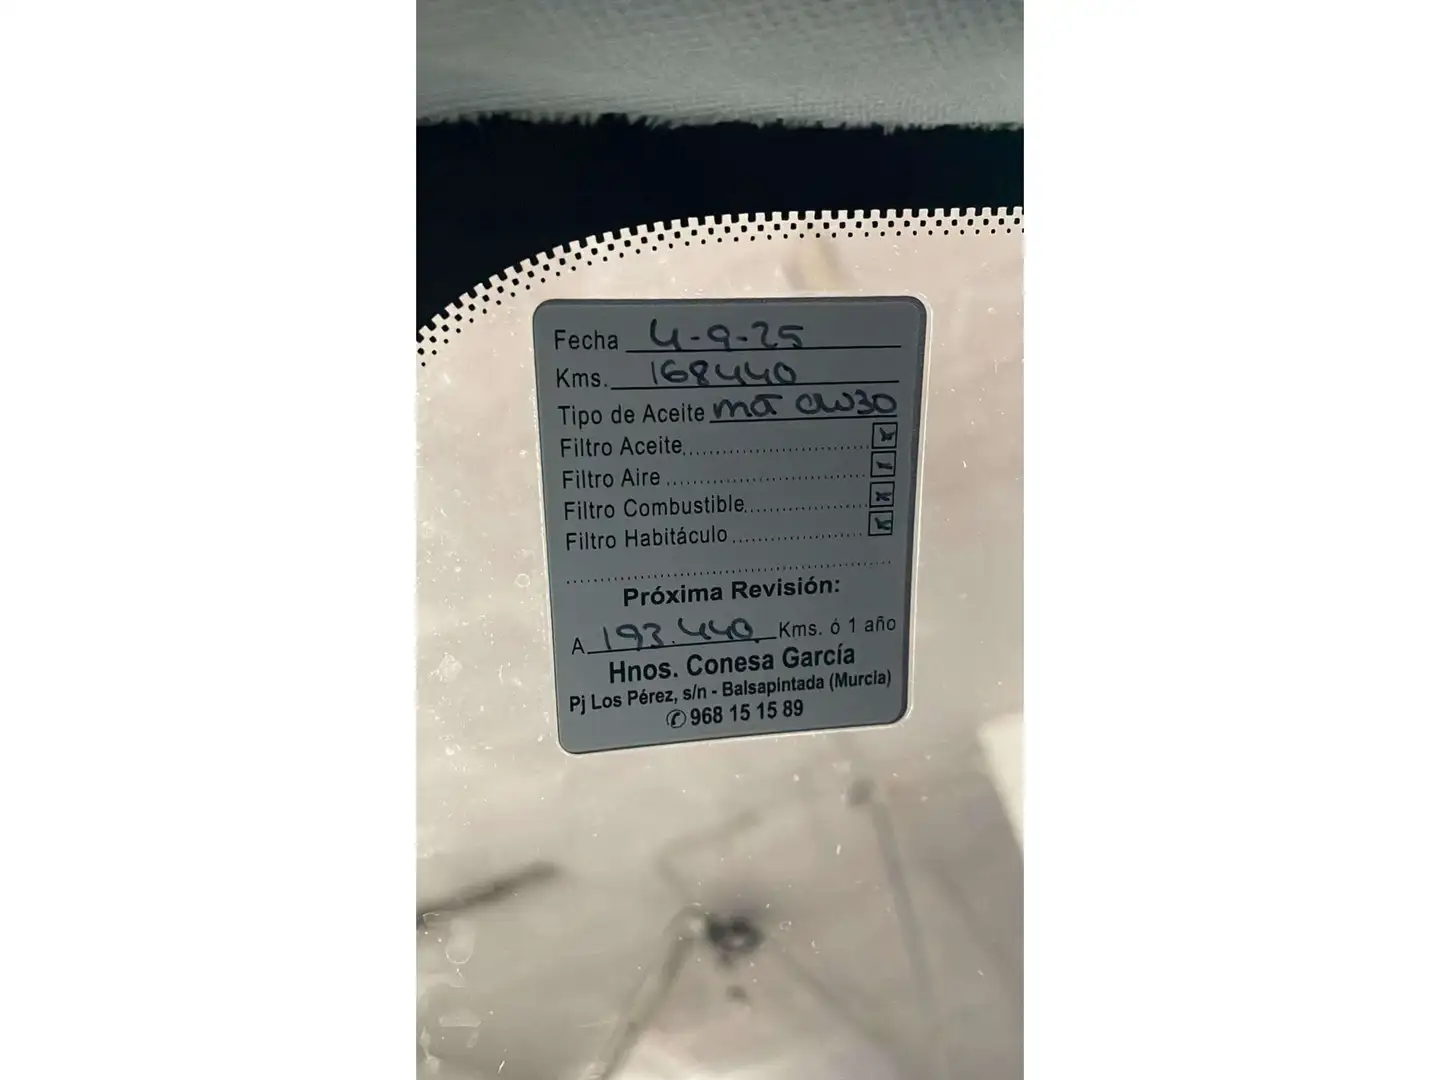 Fecha 4-9-25
Kms. 168440
Tipo de Aceite 0W30
Filtro Aceite
Filtro Aire
Filtro Combustible
Filtro Habitáculo
Próxima Revisión:
A 193.440 Kms. ó 1 año
Hnos. Conesa García
Pj Los Pérez, s/n - Balsapintada (Murcia)
✆ 968 15 15 89